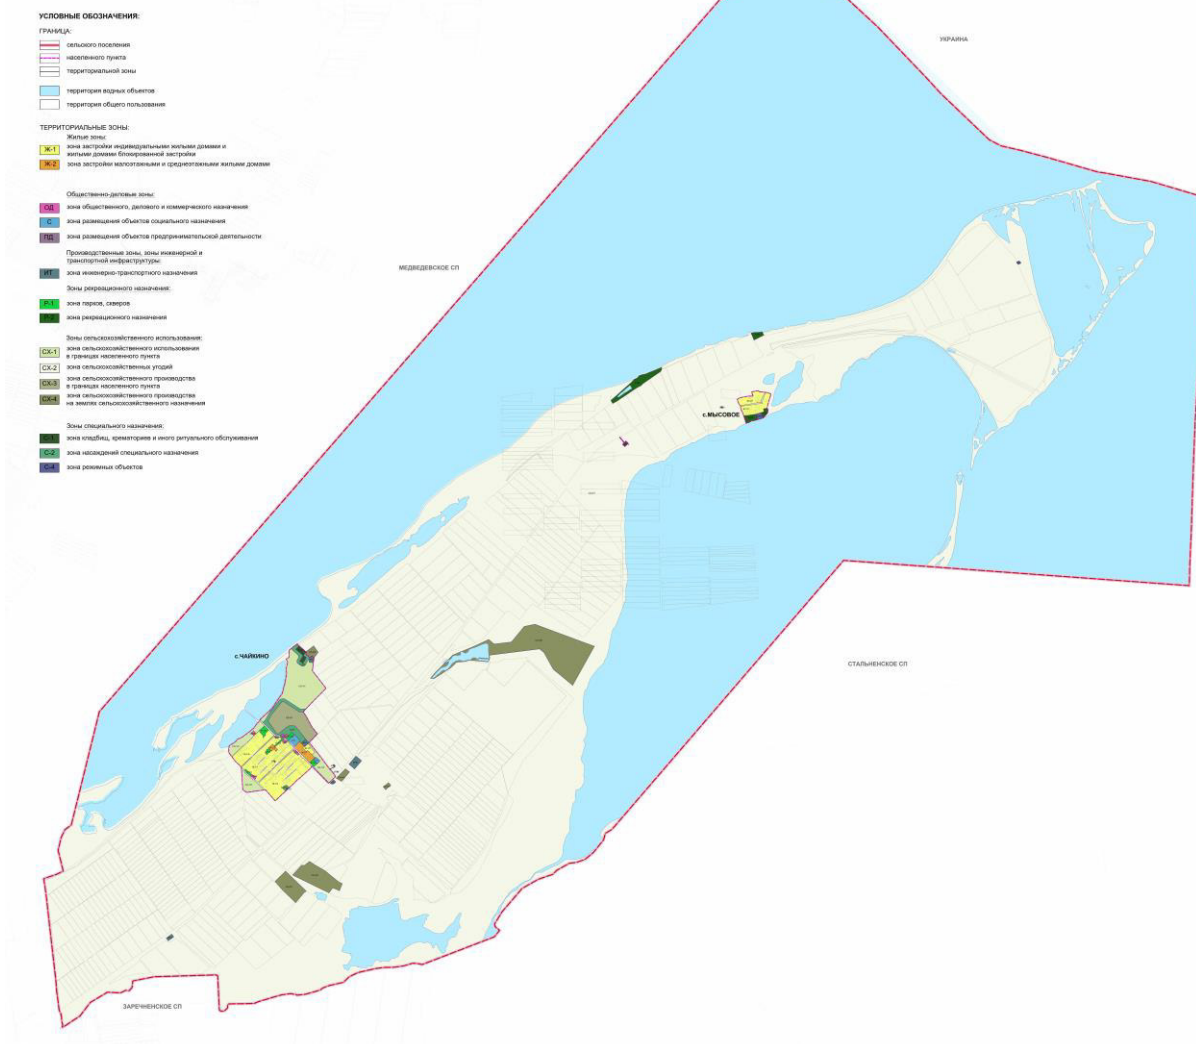 УСЛОВНЫЕ ОБОЗНАЧЕНИЯ:
ГРАНИЦА:
сельского поселения
населенного пункта
территориальной зоны
территория водных объектов
территория общего пользования
ТЕРРИТОРИАЛЬНЫЕ ЗОНЫ:
Жилые зоны:
Ж-1 зона застройки индивидуальными жилыми домами и
жилыми домами блокированной застройки
Ж-2 зона застройки малоэтажными и среднеэтажными жилыми домами
Общественно-деловые зоны:
ОД зона общественного, делового и коммерческого назначения
С зона размещения объектов социального назначения
ПД зона размещения объектов предпринимательской деятельности
Производственные зоны, зоны инженерной и
транспортной инфраструктуры:
ИТ зона инженерно-транспортного назначения
Зоны рекреационного назначения:
Р-1 зона парков, скверов
Р-2 зона рекреационного назначения
Зоны сельскохозяйственного использования:
СХ-1 зона сельскохозяйственного использования
в границах населенного пункта
СХ-2 зона сельскохозяйственных угодий
СХ-3 зона сельскохозяйственного производства
в границах населенного пункта
СХ-4 зона сельскохозяйственного производства
на землях сельскохозяйственного назначения
Зоны специального назначения:
С-1 зона кладбищ, крематориев и иного ритуального обслуживания
С-2 зона насаждений специального назначения
С-4 зона режимных объектов
УКРАИНА
МЕДВЕДЕВСКОЕ СП
с.МЫСОВОЕ
с.ЧАЙКИНО
СТАЛЬНЕНСКОЕ СП
ЗАРЕЧНЕНСКОЕ СП